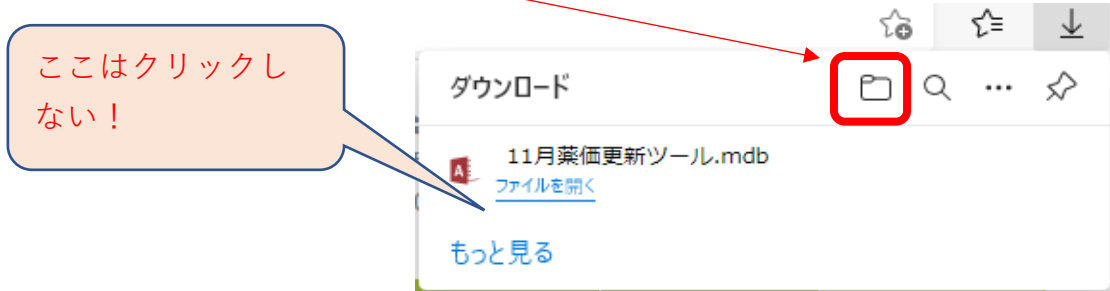 ここはクリックし
ない！
ダウンロード
11月薬価更新ツール.mdb
ファイルを開く
もっと見る